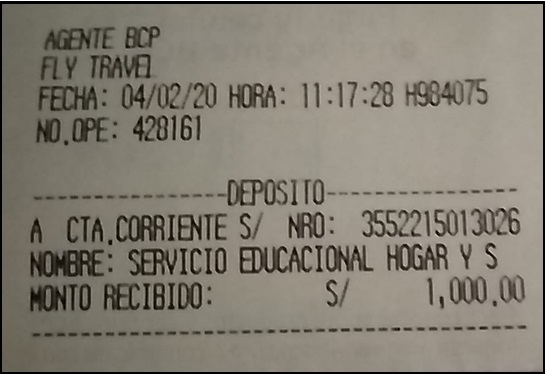 AGENTE BCP
FLY TRAVEL
FECHA: 04/02/20 HORA: 11:17:28 H984075
NO.OPE: 428161
---------------DEPOSITO---------------
A CTA.CORRIENTE S/ NRO: 3552215013026
NOMBRE: SERVICIO EDUCACIONAL HOGAR Y S
MONTO RECIBIDO: S/ 1,000.00